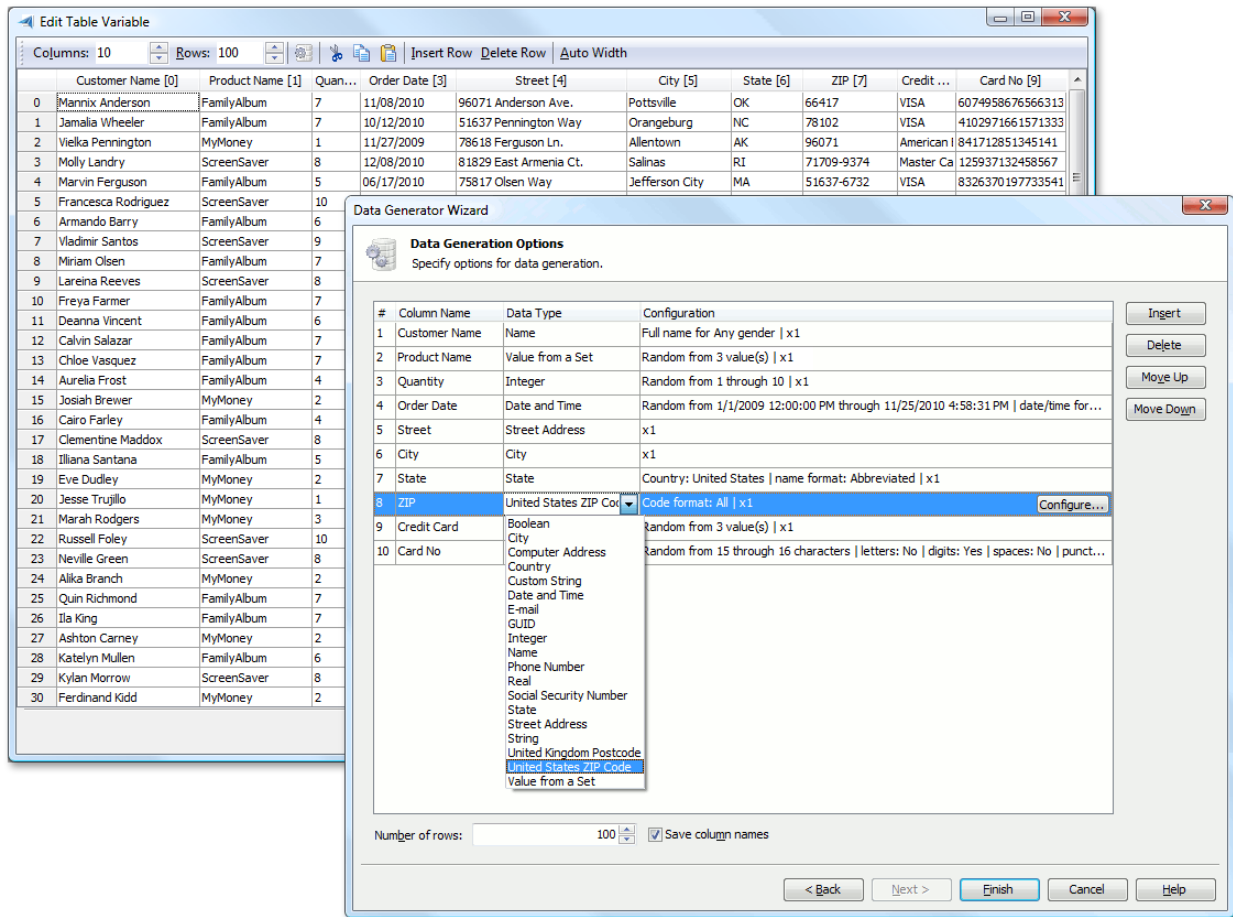 Edit Table Variable
Columns: 10 Rows: 100 Insert Row Delete Row Auto Width
Customer Name [0] Product Name [1] Quan... Order Date [3] Street [4] City [5] State [6] ZIP [7] Credit ... Card No [9]
0 Mannix Anderson FamilyAlbum 7 11/08/2010 96071 Anderson Ave. Pottsville OK 66417 VISA 6074958676566313
1 Jamalia Wheeler FamilyAlbum 7 10/12/2010 51637 Pennington Way Orangeburg NC 78102 VISA 4102971661571333
2 Vielka Pennington MyMoney 1 11/27/2009 78618 Ferguson Ln. Allentown AK 96071 American I 841712851345141
3 Molly Landry ScreenSaver 8 12/08/2010 81829 East Armenia Ct. Salinas RI 71709-9374 Master Ca 125937132458567
4 Marvin Ferguson FamilyAlbum 5 06/17/2010 75817 Olsen Way Jefferson City MA 51637-6732 VISA 8326370197733541
5 Francesca Rodriguez ScreenSaver 10
6 Armando Barry FamilyAlbum 6
7 Vladimir Santos ScreenSaver 9
8 Miriam Olsen FamilyAlbum 7
9 Lareina Reeves ScreenSaver 8
10 Freya Farmer FamilyAlbum 7
11 Deanna Vincent FamilyAlbum 6
12 Calvin Salazar FamilyAlbum 7
13 Chloe Vasquez FamilyAlbum 7
14 Aurelia Frost FamilyAlbum 4
15 Josiah Brewer MyMoney 2
16 Cairo Farley FamilyAlbum 4
17 Clementine Maddox ScreenSaver 8
18 Illiana Santana FamilyAlbum 5
19 Eve Dudley MyMoney 2
20 Jesse Trujillo MyMoney 1
21 Marah Rodgers MyMoney 3
22 Russell Foley ScreenSaver 10
23 Neville Green ScreenSaver 8
24 Alika Branch MyMoney 2
25 Quin Richmond FamilyAlbum 7
26 Ila King FamilyAlbum 7
27 Ashton Carney MyMoney 2
28 Katelyn Mullen FamilyAlbum 6
29 Kylan Morrow ScreenSaver 8
30 Ferdinand Kidd MyMoney 2
Data Generator Wizard
Data Generation Options
Specify options for data generation.
# Column Name Data Type Configuration
1 Customer Name Name Full name for Any gender | x1
2 Product Name Value from a Set Random from 3 value(s) | x1
3 Quantity Integer Random from 1 through 10 | x1
4 Order Date Date and Time Random from 1/1/2009 12:00:00 PM through 11/25/2010 4:58:31 PM | date/time for...
5 Street Street Address x1
6 City City x1
7 State State Country: United States | name format: Abbreviated | x1
8 ZIP United States ZIP Coc Code format: All | x1 Configure...
9 Credit Card Random from 3 value(s) | x1
10 Card No Random from 15 through 16 characters | letters: No | digits: Yes | spaces: No | punct...
Boolean
City
Computer Address
Country
Custom String
Date and Time
E-mail
GUID
Integer
Name
Phone Number
Real
Social Security Number
State
Street Address
String
United Kingdom Postcode
United States ZIP Code
Value from a Set
Insert
Delete
Move Up
Move Down
Number of rows: 100 Save column names
< Back Next > Finish Cancel Help